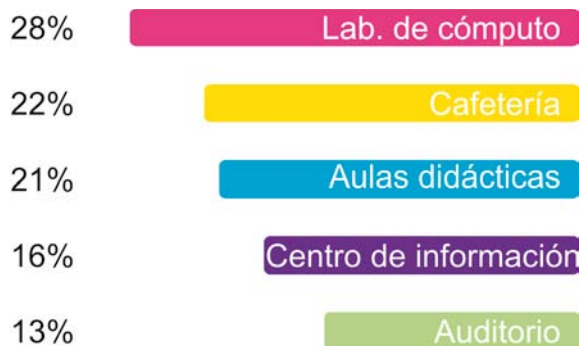 28% Lab. de cómputo
22% Cafetería
21% Aulas didácticas
16% Centro de información
13% Auditorio